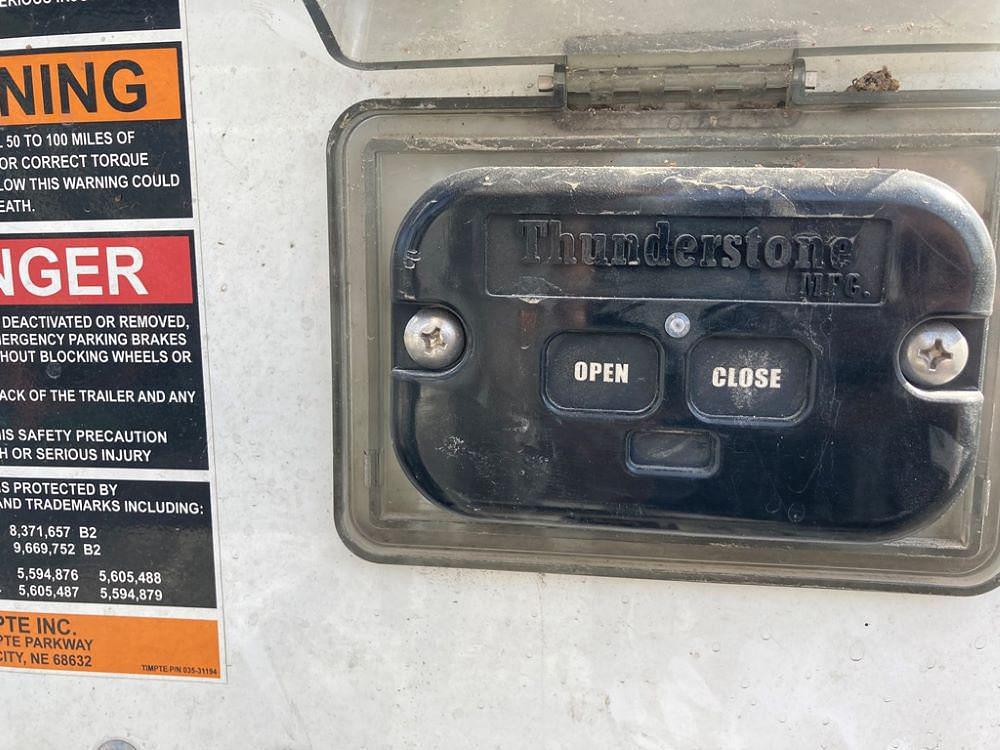 NING
50 TO 100 MILES OF
OR CORRECT TORQUE
LOW THIS WARNING COULD
EATH.
NGER
DEACTIVATED OR REMOVED,
ERGENCY PARKING BRAKES
HOUT BLOCKING WHEELS OR
ACK OF THE TRAILER AND ANY
IS SAFETY PRECAUTION
H OR SERIOUS INJURY
S PROTECTED BY
AND TRADEMARKS INCLUDING:
8,371,657 B2
9,669,752 B2
5,594,876 5,605,488
5,605,487 5,594,879
PTE INC.
PTE PARKWAY
CITY, NE 68632
TIMPTE P/N 035-31194
Thunderstone
MFG.
OPEN
CLOSE